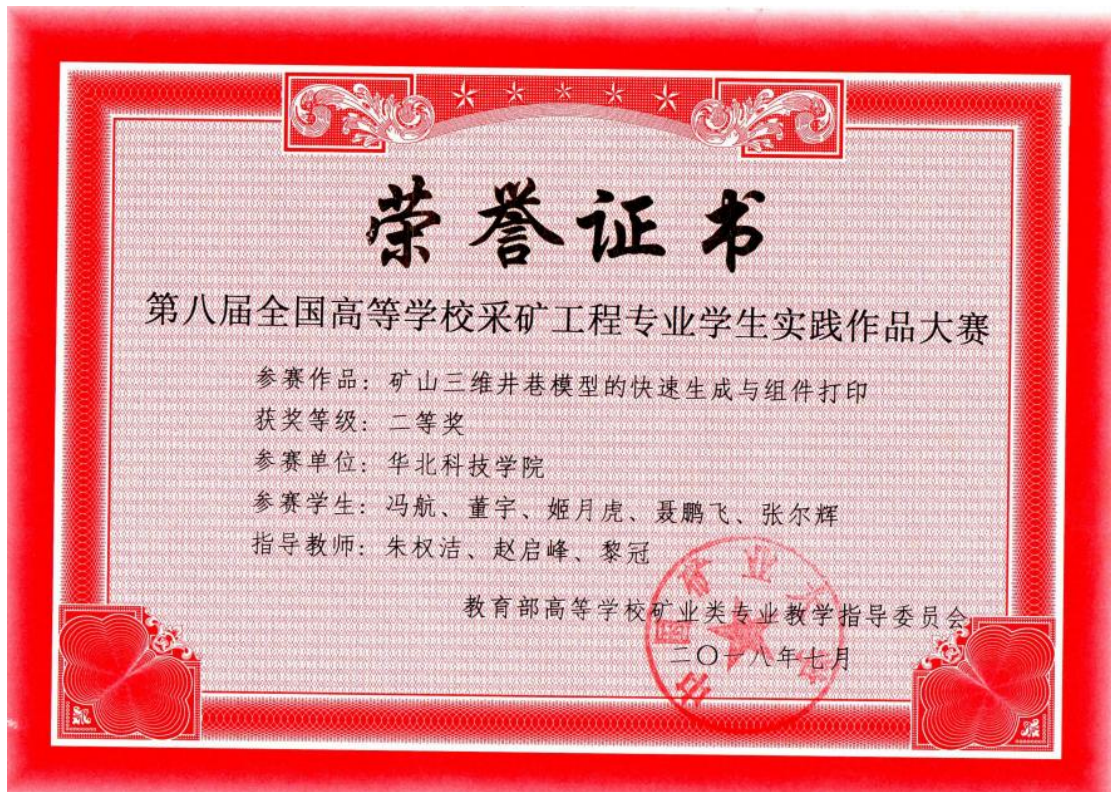 荣誉证书
第八届全国高等学校采矿工程专业学生实践作品大赛
参赛作品：矿山三维井巷模型的快速生成与组件打印
获奖等级：二等奖
参赛单位：华北科技学院
参赛学生：冯航、董宇、姬月虎、聂鹏飞、张尔辉
指导教师：朱权洁、赵启峰、黎冠
教育部高等学校矿业类专业教学指导委员会
二〇一八年七月
中国矿业大学